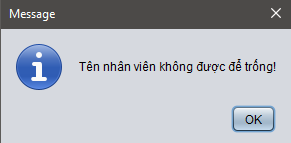 Message
Tên nhân viên không được để trống!
OK